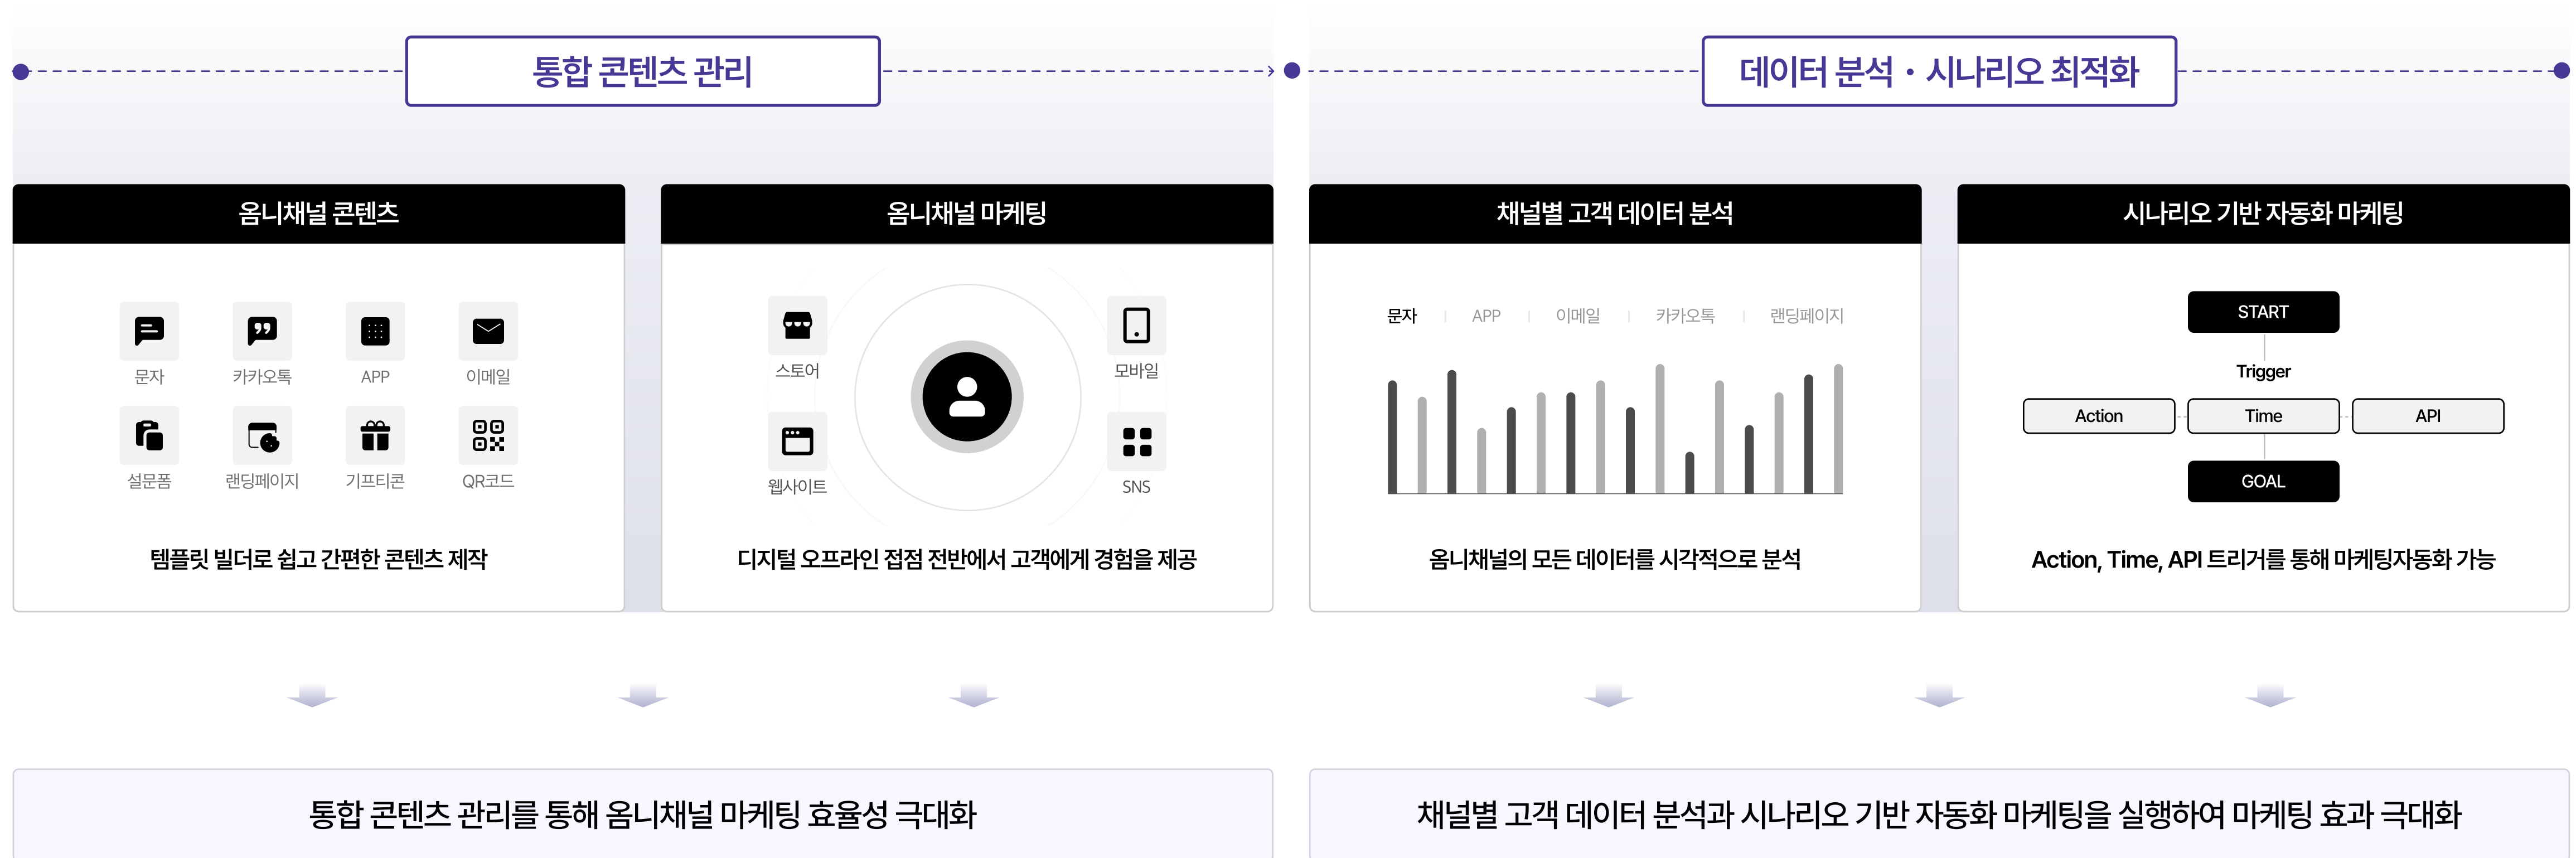 통합 콘텐츠 관리
데이터 분석 · 시나리오 최적화
옴니채널 콘텐츠
문자
카카오톡
APP
이메일
설문폼
랜딩페이지
기프티콘
QR코드
템플릿 빌더로 쉽고 간편한 콘텐츠 제작
옴니채널 마케팅
스토어
모바일
웹사이트
SNS
디지털 오프라인 접점 전반에서 고객에게 경험을 제공
채널별 고객 데이터 분석
문자 | APP | 이메일 | 카카오톡 | 랜딩페이지
옴니채널의 모든 데이터를 시각적으로 분석
시나리오 기반 자동화 마케팅
START
Trigger
Action
Time
API
GOAL
Action, Time, API 트리거를 통해 마케팅자동화 가능
통합 콘텐츠 관리를 통해 옴니채널 마케팅 효율성 극대화
채널별 고객 데이터 분석과 시나리오 기반 자동화 마케팅을 실행하여 마케팅 효과 극대화